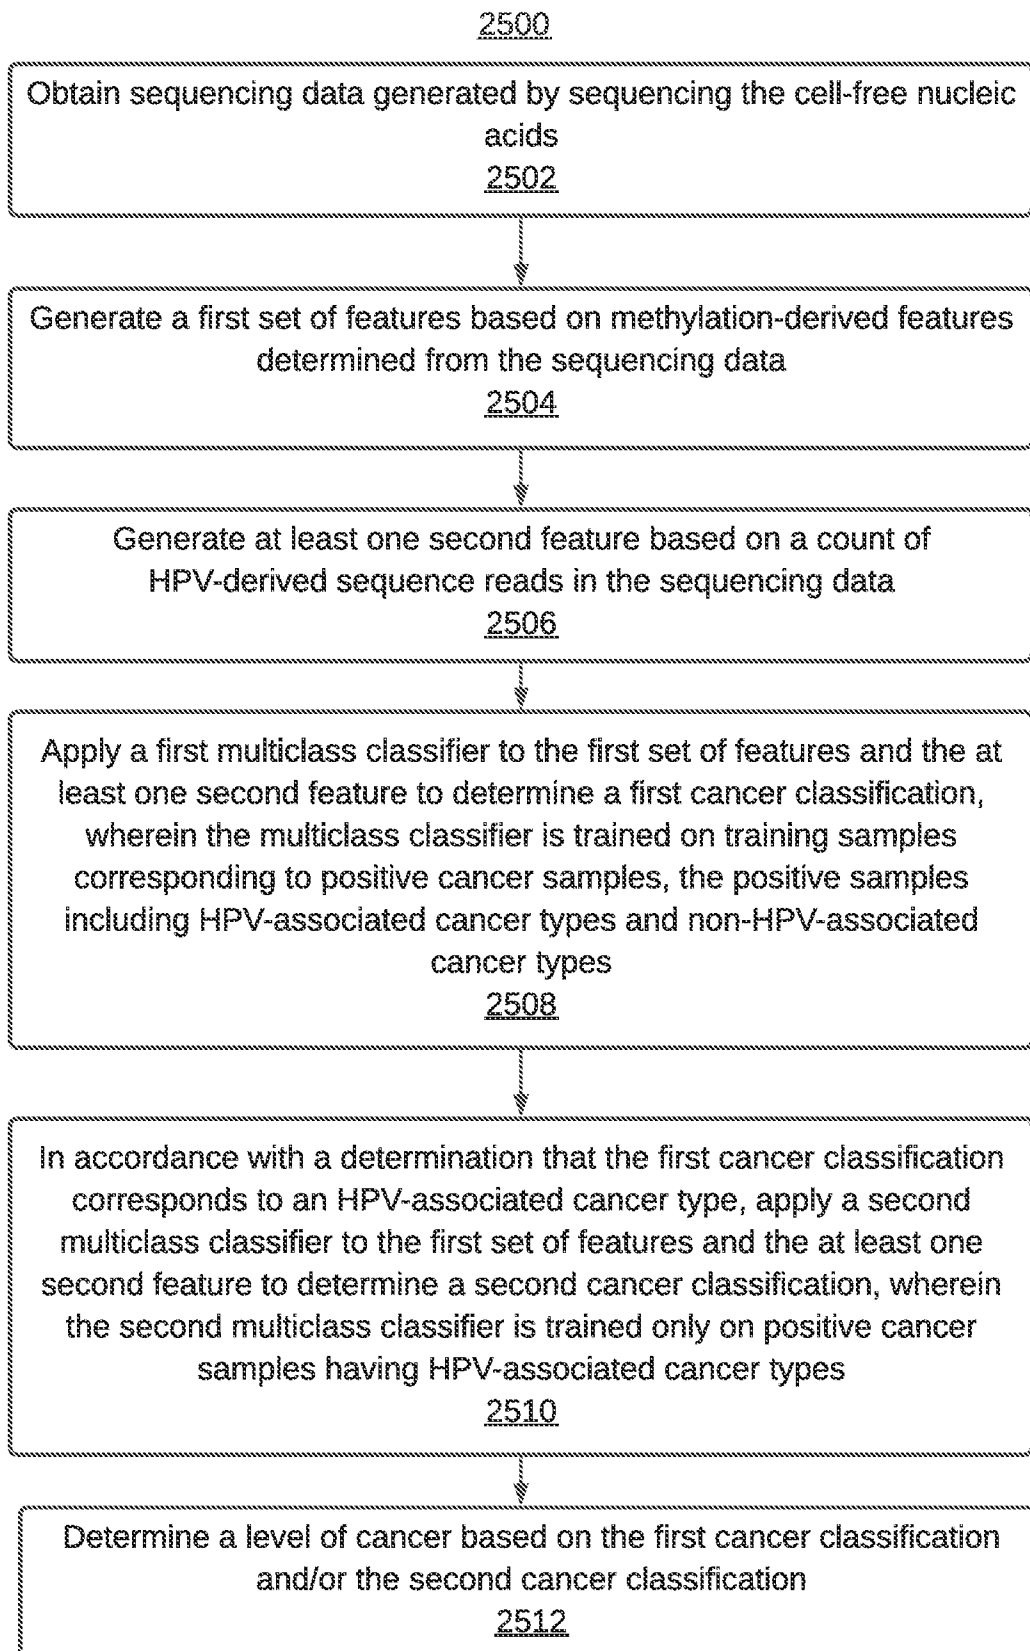 2500
Obtain sequencing data generated by sequencing the cell-free nucleic
acids
2502
Generate a first set of features based on methylation-derived features
determined from the sequencing data
2504
Generate at least one second feature based on a count of
HPV-derived sequence reads in the sequencing data
2506
Apply a first multiclass classifier to the first set of features and the at
least one second feature to determine a first cancer classification,
wherein the multiclass classifier is trained on training samples
corresponding to positive cancer samples, the positive samples
including HPV-associated cancer types and non-HPV-associated
cancer types
2508
In accordance with a determination that the first cancer classification
corresponds to an HPV-associated cancer type, apply a second
multiclass classifier to the first set of features and the at least one
second feature to determine a second cancer classification, wherein
the second multiclass classifier is trained only on positive cancer
samples having HPV-associated cancer types
2510
Determine a level of cancer based on the first cancer classification
and/or the second cancer classification
2512